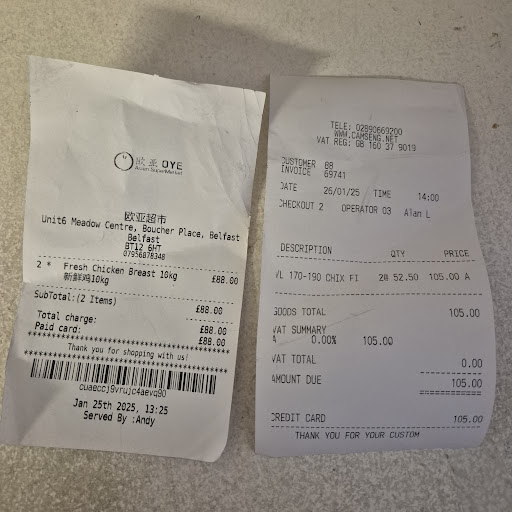 欧亚 OYE
Asian SuperMarket
欧亚超市
Unit6 Meadow Centre, Boucher Place, Belfast
Belfast
BT12 6HT
07956878348
2 * Fresh Chicken Breast 10kg £88.00
新鲜鸡10kg
SubTotal:(2 Items) £88.00
Total charge: £88.00
Paid card: £88.00
Thank you for shopping with us!
cuaeccj9vrujc4aevq90
Jan 25th 2025, 13:25
Served By :Andy
TELE: 02890669200
WWW.CAMSENG.NET
VAT REG: GB 160 37 9019
CUSTOMER 88
INVOICE 69741
DATE 26/01/25 TIME 14:00
CHECKOUT 2 OPERATOR 03 Alan L
DESCRIPTION QTY PRICE
VL 170-190 CHIX FI 2@ 52.50 105.00 A
GOODS TOTAL 105.00
VAT SUMMARY
A 0.00% 105.00
VAT TOTAL 0.00
AMOUNT DUE 105.00
CREDIT CARD 105.00
THANK YOU FOR YOUR CUSTOM